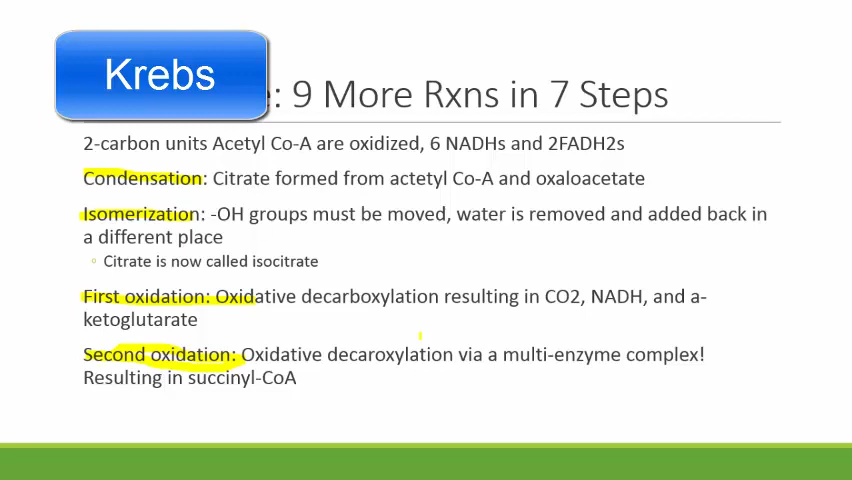 Krebs
e: 9 More Rxns in 7 Steps
2-carbon units Acetyl Co-A are oxidized, 6 NADHs and 2FADH2s
Condensation: Citrate formed from actetyl Co-A and oxaloacetate
Isomerization: -OH groups must be moved, water is removed and added back in
a different place
Citrate is now called isocitrate
First oxidation: Oxidative decarboxylation resulting in CO2, NADH, and a-
ketoglutarate
Second oxidation: Oxidative decaroxylation via a multi-enzyme complex!
Resulting in succinyl-CoA